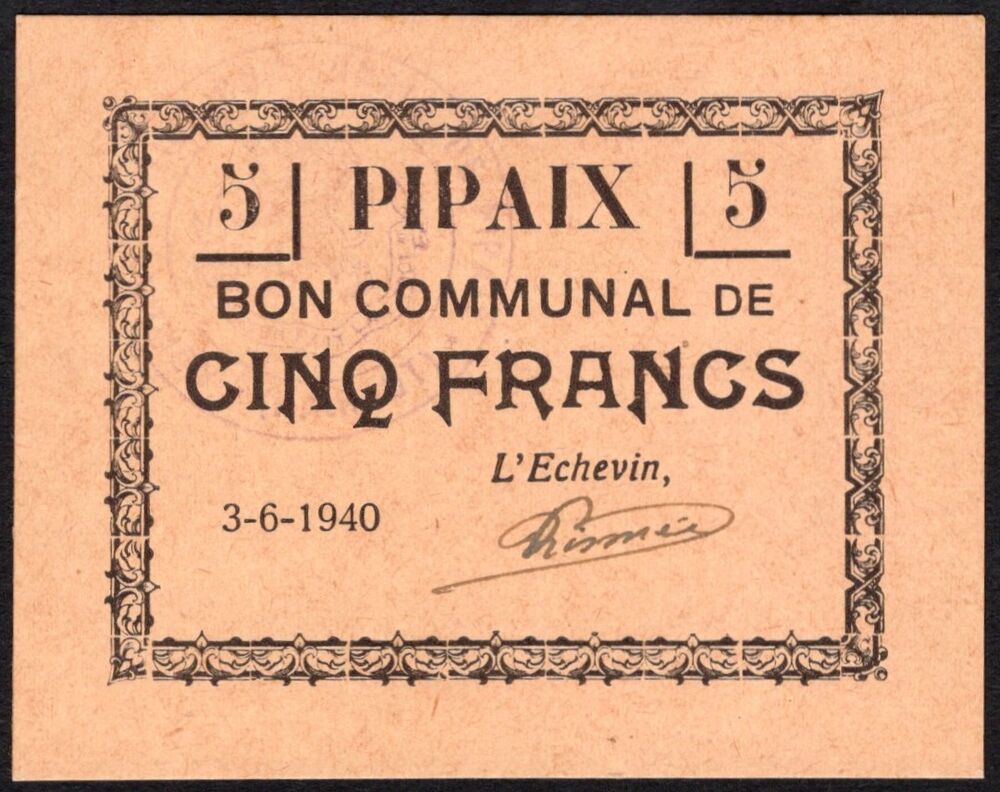 5 PIPAIX 5
BON COMMUNAL DE
CINQ FRANCS
L'Echevin,
3-6-1940